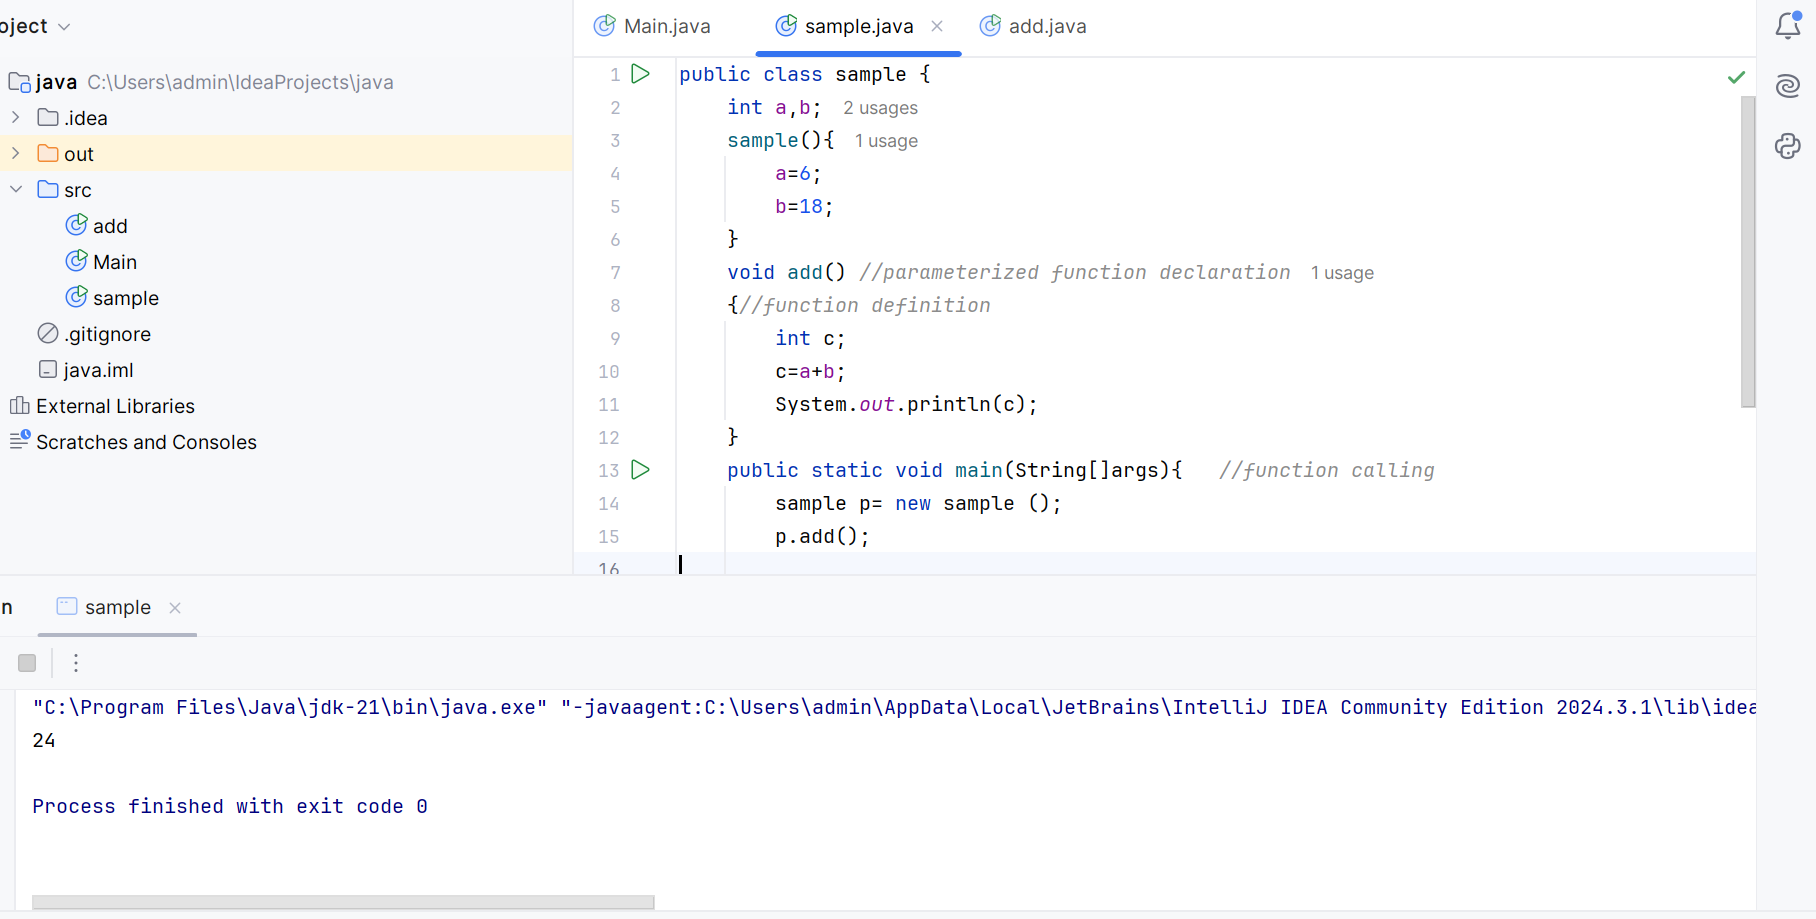 oject
java C:\Users\admin\IdeaProjects\java
.idea
out
src
add
Main
sample
.gitignore
java.iml
External Libraries
Scratches and Consoles
Main.java sample.java add.java
1 public class sample {
2 int a,b; 2 usages
3 sample(){ 1 usage
4 a=6;
5 b=18;
6 }
7 void add() //parameterized function declaration 1 usage
8 {//function definition
9 int c;
10 c=a+b;
11 System.out.println(c);
12 }
13 public static void main(String[]args){ //function calling
14 sample p= new sample ();
15 p.add();
16
n sample
"C:\Program Files\Java\jdk-21\bin\java.exe" "-javaagent:C:\Users\admin\AppData\Local\JetBrains\IntelliJ IDEA Community Edition 2024.3.1\lib\idea
24
Process finished with exit code 0